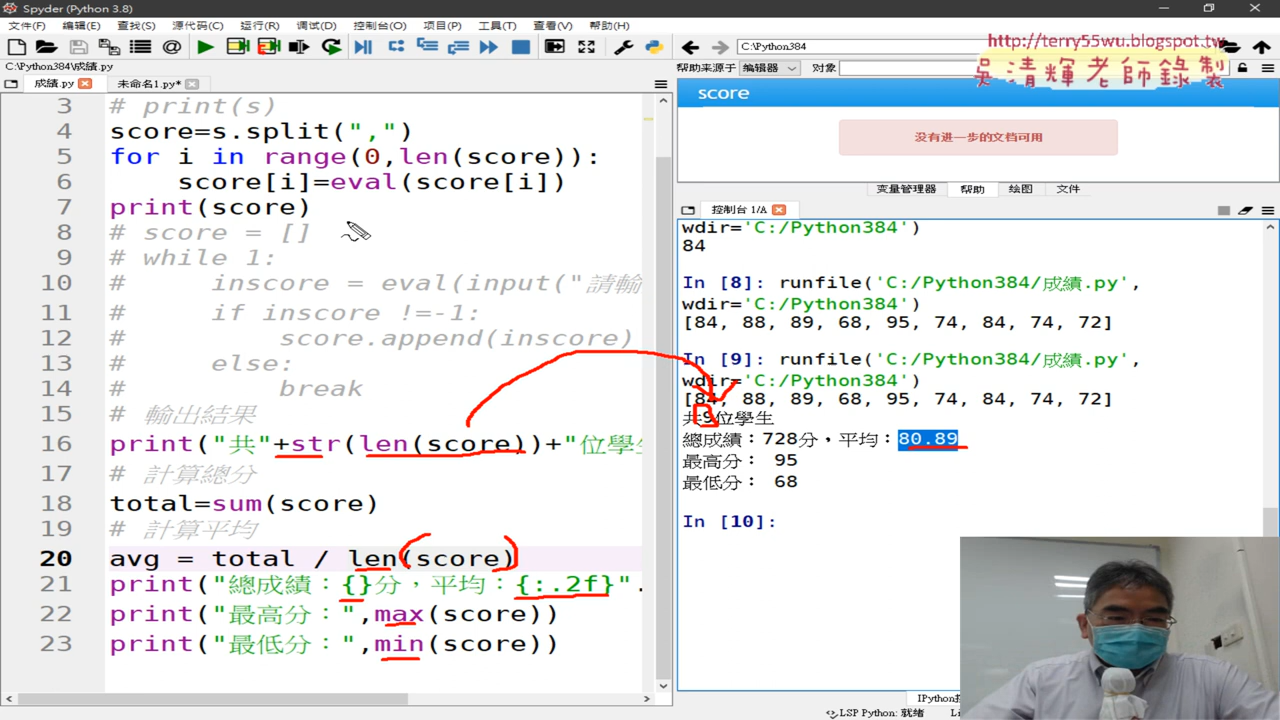 Spyder (Python 3.8)
文件(F) 编辑(E) 查找(S) 源代码(C) 运行(R) 调试(D) 控制台(O) 项目(P) 工具(T) 查看(V) 帮助(H)
C:\Python384
http://terry55wu.blogspot.tw
吳清輝老師錄製
C:\Python384\成績.py
帮助来源于 编辑器 对象
成績.py 未命名1.py*
score
没有進一步的文档可用
变量管理器 帮助 绘图 文件
控制台 1/A
3 # print(s)
4 score=s.split(",")
5 for i in range(0,len(score)):
6 score[i]=eval(score[i])
7 print(score)
8 # score = []
9 # while 1:
10 # inscore = eval(input("請輸
11 # if inscore !=-1:
12 # score.append(inscore)
13 # else:
14 # break
15 # 輸出結果
16 print("共"+str(len(score))+"位學生
17 # 計算總分
18 total=sum(score)
19 # 計算平均
20 avg = total / len(score)
21 print("總成績：{}分，平均：{:.2f}".
22 print("最高分：",max(score))
23 print("最低分：",min(score))
wdir='C:/Python384')
84
In [8]: runfile('C:/Python384/成績.py',
wdir='C:/Python384')
[84, 88, 89, 68, 95, 74, 84, 74, 72]
In [9]: runfile('C:/Python384/成績.py',
wdir='C:/Python384')
[84, 88, 89, 68, 95, 74, 84, 74, 72]
共9位學生
總成績：728分，平均：80.89
最高分： 95
最低分： 68
In [10]:
LSP Python: 就绪